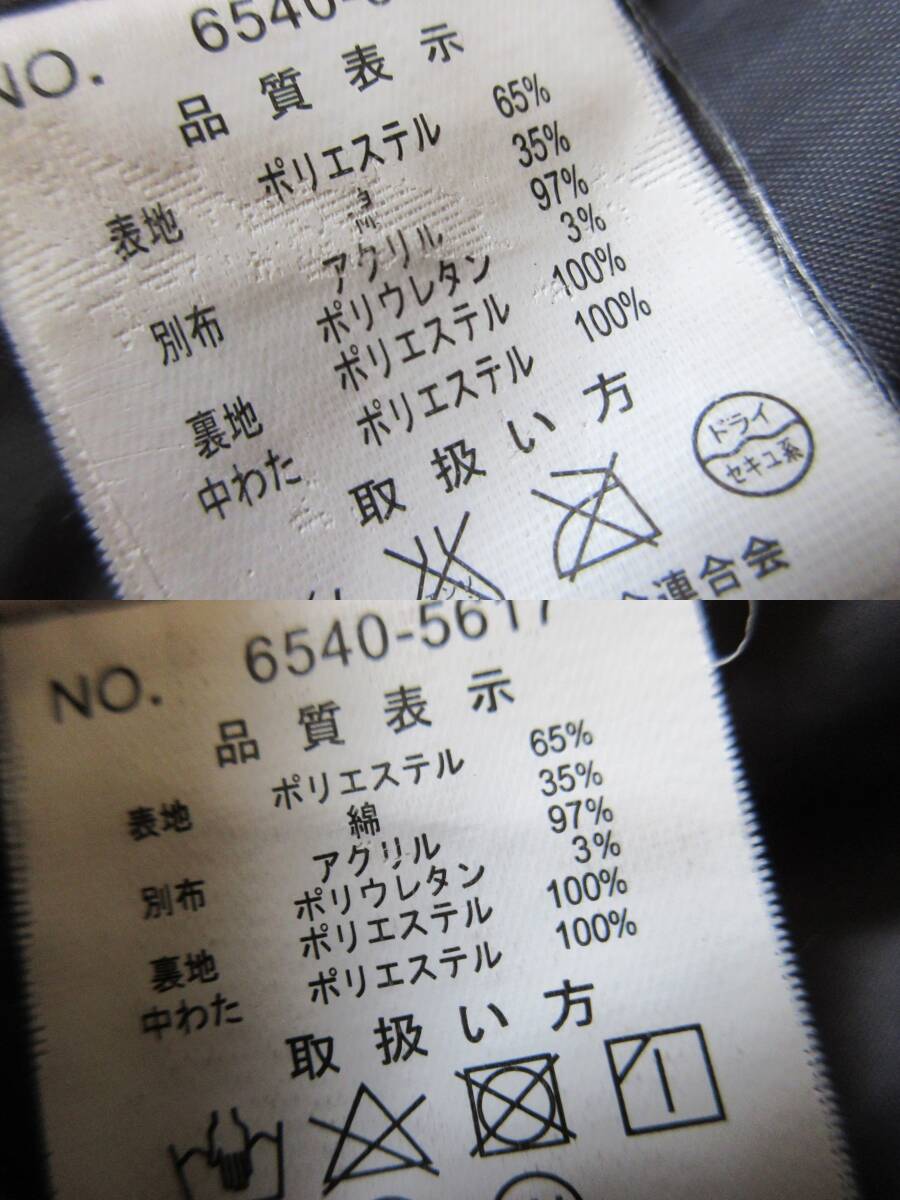 NO. 6540-
品質表示
表地 ポリエステル 65%
35%
別布 アクリル 97%
ポリウレタン 3%
裏地 ポリエステル 100%
中わた ポリエステル 100%
取扱い方
ドライ
セキユ系
連合会
NO. 6540-5617
品質表示
表地 ポリエステル 65%
綿 35%
別布 アクリル 97%
ポリウレタン 3%
裏地 ポリエステル 100%
中わた ポリエステル 100%
取扱い方